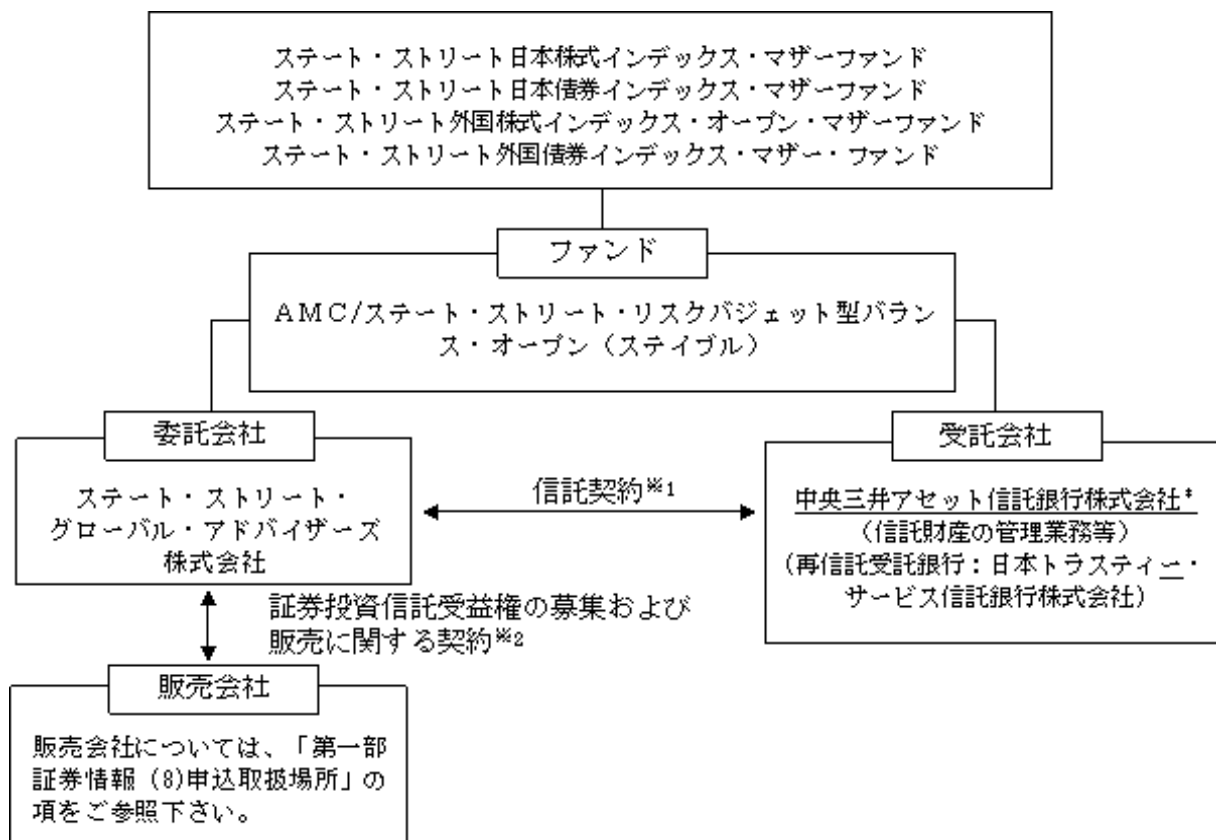 ステート・ストリート日本株式インデックス・マザーファンド
ステート・ストリート日本債券インデックス・マザーファンド
ステート・ストリート外国株式インデックス・オープン・マザーファンド
ステート・ストリート外国債券インデックス・マザー・ファンド
ファンド
AMC/ステート・ストリート・リスクバジェット型バラン
ス・オープン（ステイブル）
委託会社
ステート・ストリート・
グローバル・アドバイザーズ
株式会社
信託契約※1
受託会社
中央三井アセット信託銀行株式会社*
(信託財産の管理業務等)
(再信託受託銀行：日本トラスティー・
サービス信託銀行株式会社)
証券投資信託受益権の募集および
販売に関する契約※2
販売会社
販売会社については、「第一部
証券情報 (8)申込取扱場所」の
項をご参照下さい。